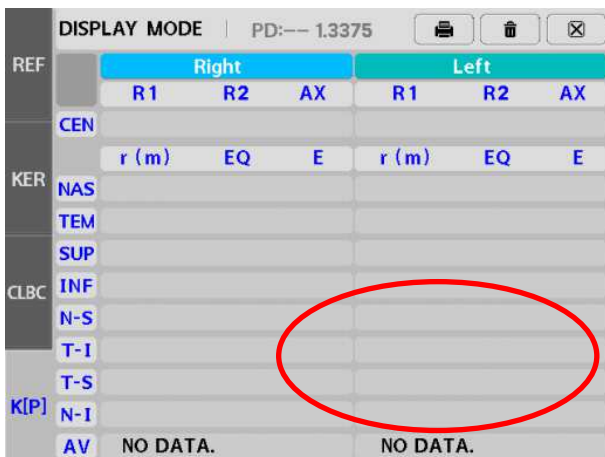 DISPLAY MODE | PD:-- 1.3375
REF
Right Left
R1 R2 AX R1 R2 AX
CEN
r (m) EQ E r (m) EQ E
KER
NAS
TEM
SUP
CLBC
INF
N-S
T-I
T-S
K[P]
N-I
AV NO DATA. NO DATA.